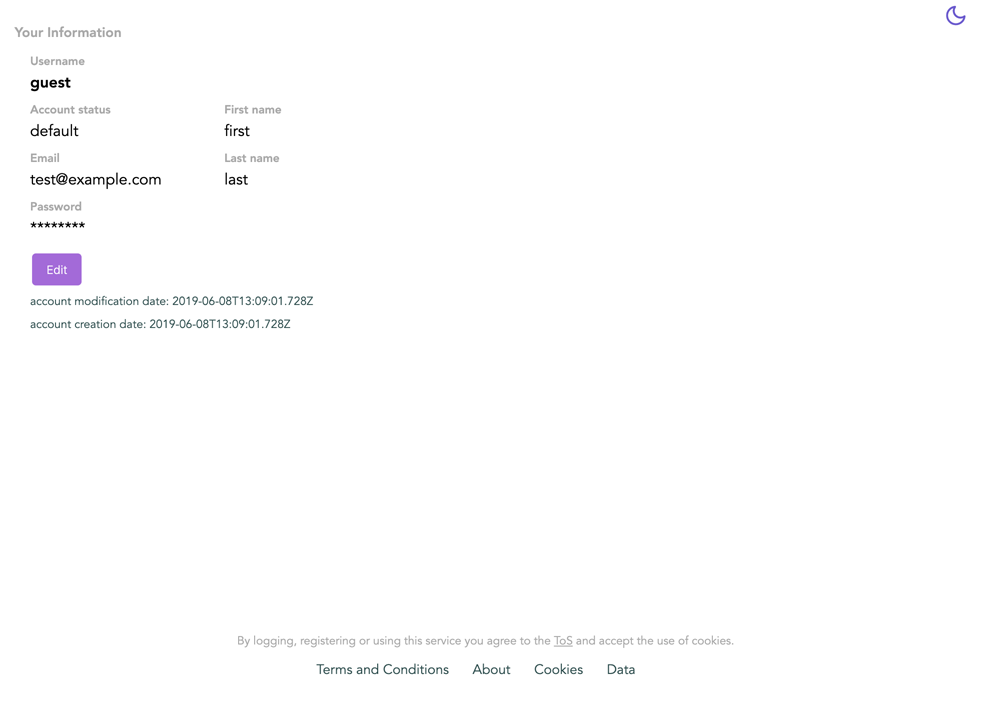 Your Information
Username
guest
Account status
default
First name
first
Email
test@example.com
Last name
last
Password
********
Edit
account modification date: 2019-06-08T13:09:01.728Z
account creation date: 2019-06-08T13:09:01.728Z
By logging, registering or using this service you agree to the ToS and accept the use of cookies.
Terms and Conditions About Cookies Data